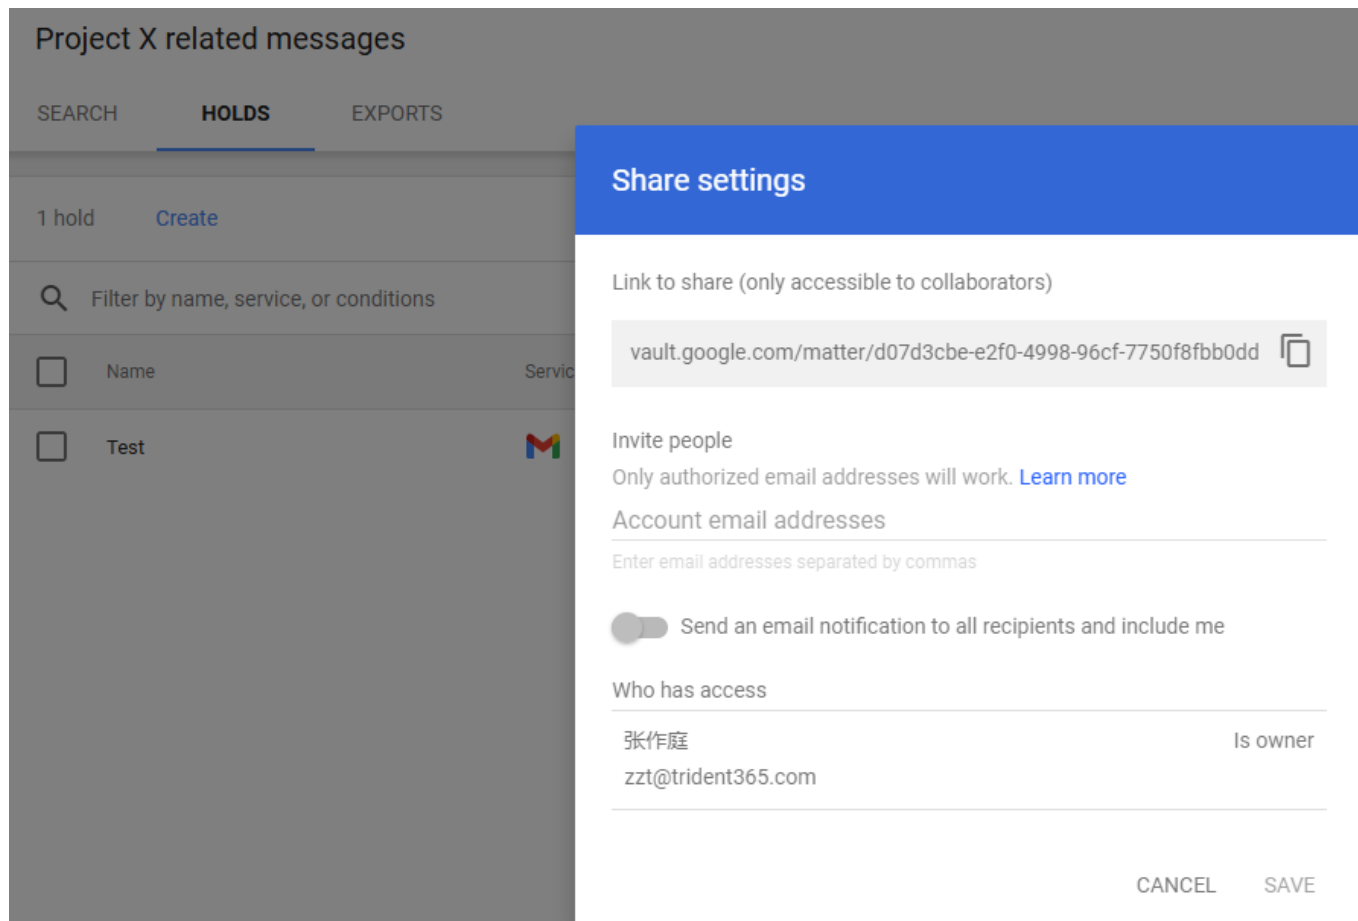 Project X related messages
SEARCH HOLDS EXPORTS
1 hold Create
Filter by name, service, or conditions
Name Servic
Test
Share settings
Link to share (only accessible to collaborators)
vault.google.com/matter/d07d3cbe-e2f0-4998-96cf-7750f8fbb0dd
Invite people
Only authorized email addresses will work. Learn more
Account email addresses
Enter email addresses separated by commas
Send an email notification to all recipients and include me
Who has access
张作庭 Is owner
zzt@trident365.com
CANCEL SAVE